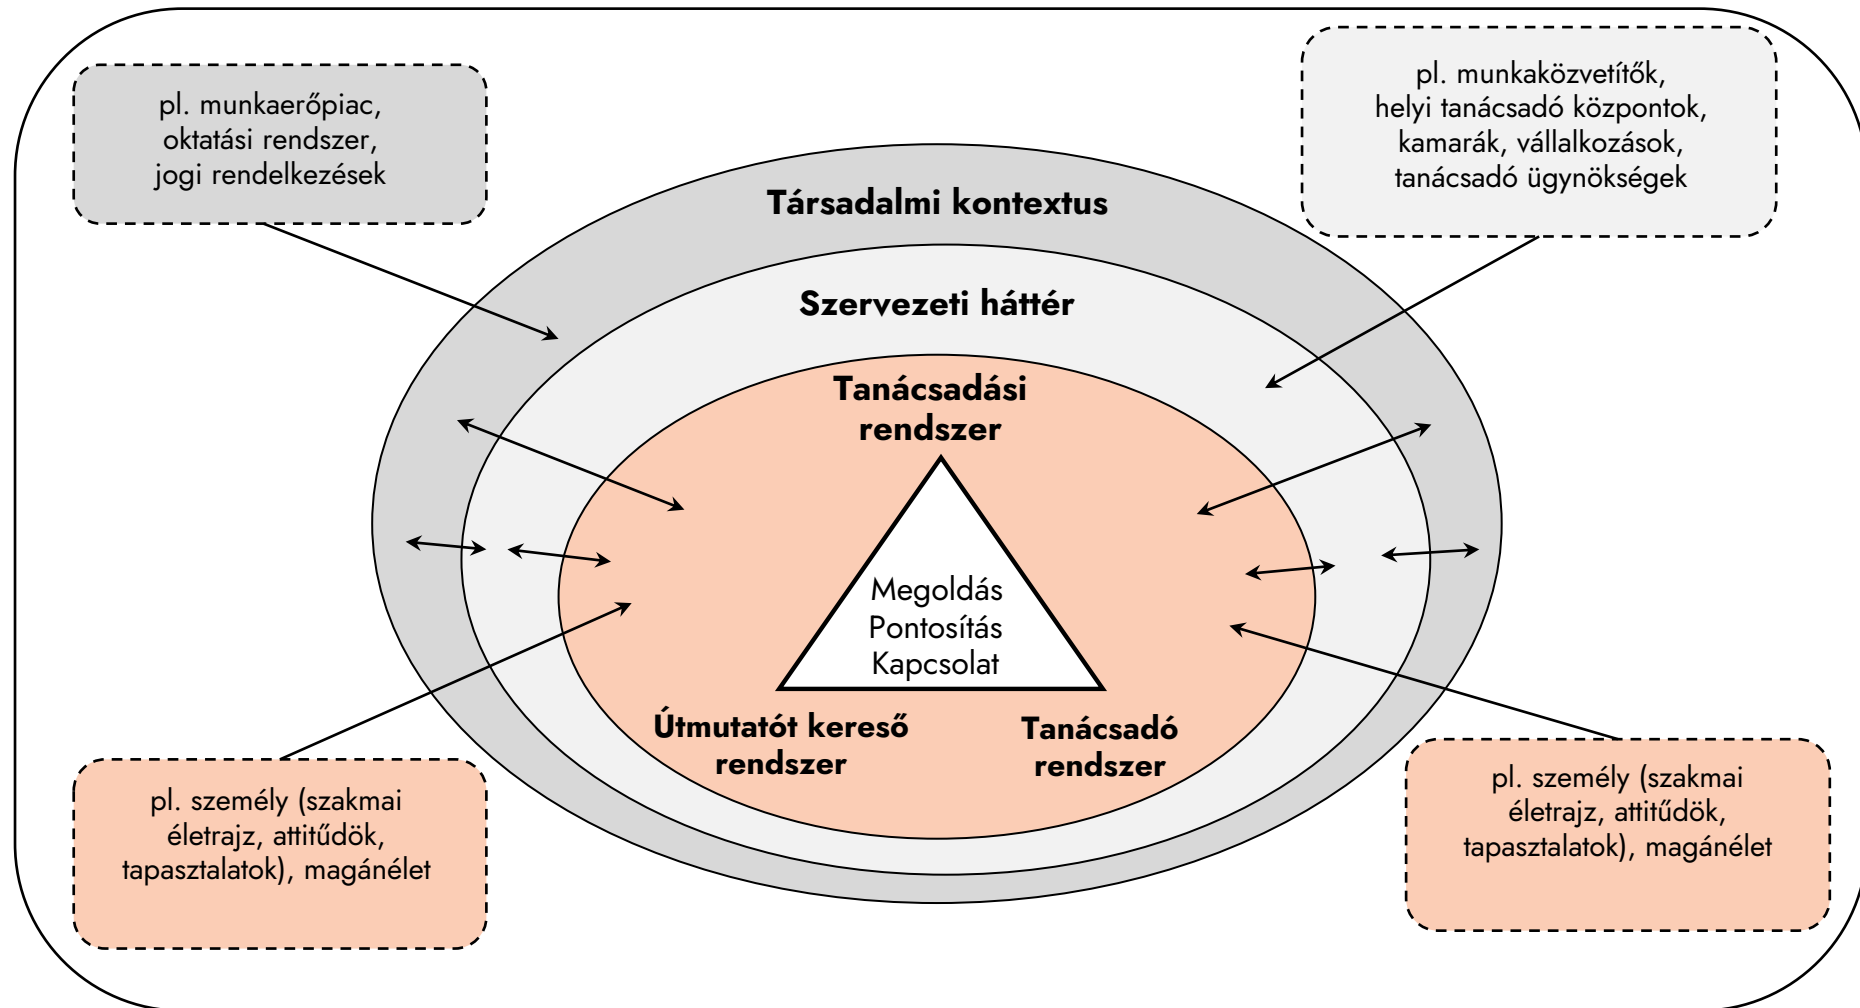 pl. munkaerőpiac,
oktatási rendszer,
jogi rendelkezések
pl. munkaközvetítők,
helyi tanácsadó központok,
kamarák, vállalkozások,
tanácsadó ügynökségek
Társadalmi kontextus
Szervezeti háttér
Tanácsadási
rendszer
Megoldás
Pontosítás
Kapcsolat
Útmutatót kereső
rendszer
Tanácsadó
rendszer
pl. személy (szakmai
életrajz, attitűdök,
tapasztalatok), magánélet
pl. személy (szakmai
életrajz, attitűdök,
tapasztalatok), magánélet